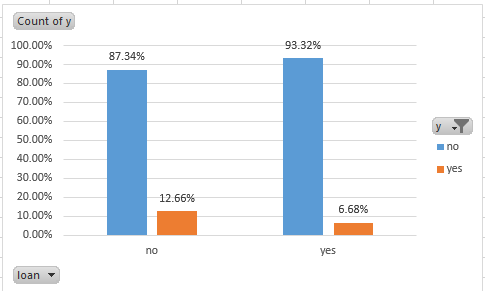 Count of y
100.00%
90.00%
80.00%
70.00%
60.00%
50.00%
40.00%
30.00%
20.00%
10.00%
0.00%
87.34%
12.66%
93.32%
6.68%
no
yes
y
no
yes
loan